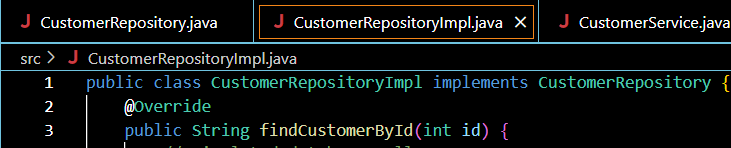 CustomerRepository.java
CustomerRepositoryImpl.java
CustomerService.java
src > CustomerRepositoryImpl.java
1 public class CustomerRepositoryImpl implements CustomerRepository {
2 @Override
3 public String findCustomerById(int id) {